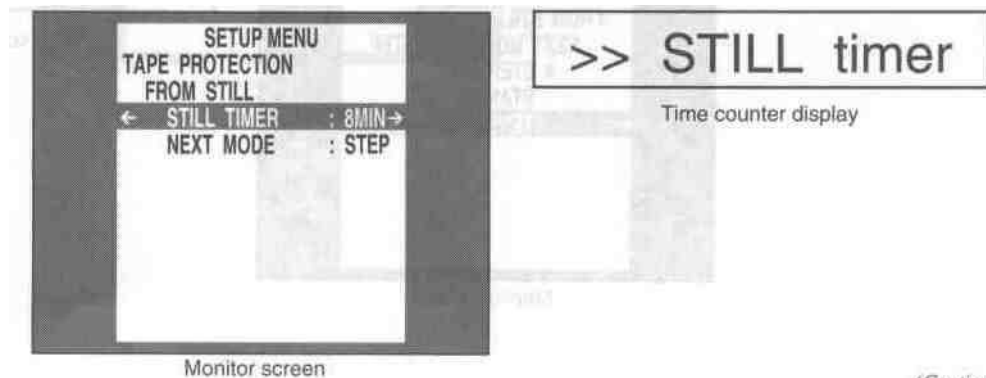 SETUP MENU
TAPE PROTECTION
FROM STILL
← STILL TIMER : 8MIN→
NEXT MODE : STEP
Monitor screen
>> STILL timer
Time counter display